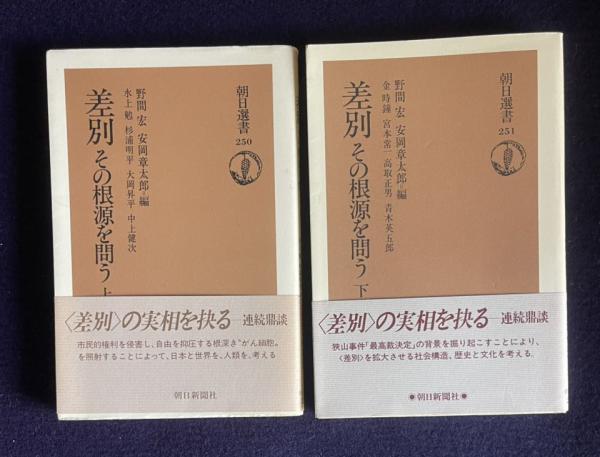 朝日選書
250
野間 宏 安岡章太郎=編
水上 勉 杉浦明平 大岡昇平 中上健次
差別 その根源を問う 上
〈差別〉の実相を抉る──連続鼎談
市民的権利を侵害し、自由を抑圧する根深き〝がん細胞〟
を照射することによって、日本と世界を、人類を、考える
朝日新聞社
朝日選書
251
野間 宏 安岡章太郎=編
金 時鐘 宮本常一 高取正男 青木英五郎
差別 その根源を問う 下
〈差別〉の実相を抉る──連続鼎談
狭山事件「最高裁決定」の背景を掘り起こすことにより、
〈差別〉を拡大させる社会構造、歴史と文化を考える。
朝日新聞社